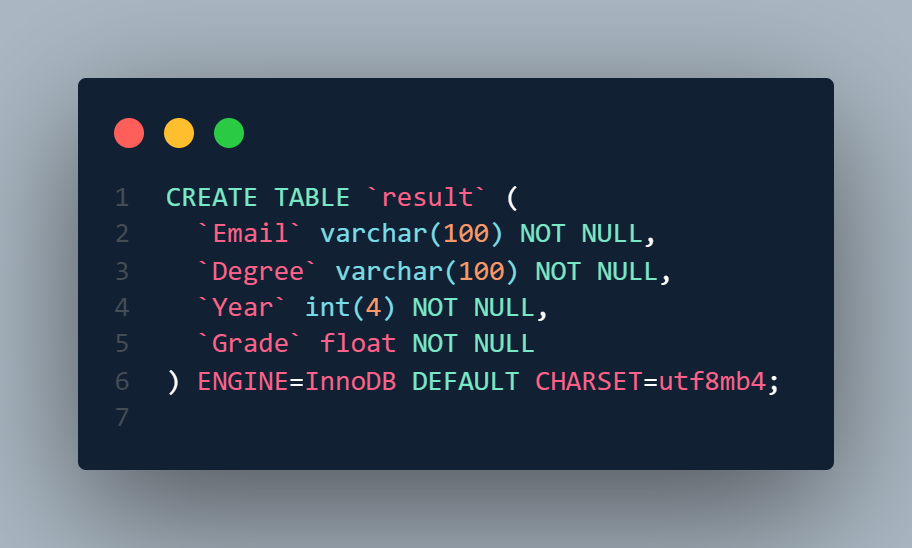 1 CREATE TABLE `result` (
2 `Email` varchar(100) NOT NULL,
3 `Degree` varchar(100) NOT NULL,
4 `Year` int(4) NOT NULL,
5 `Grade` float NOT NULL
6 ) ENGINE=InnoDB DEFAULT CHARSET=utf8mb4;
7